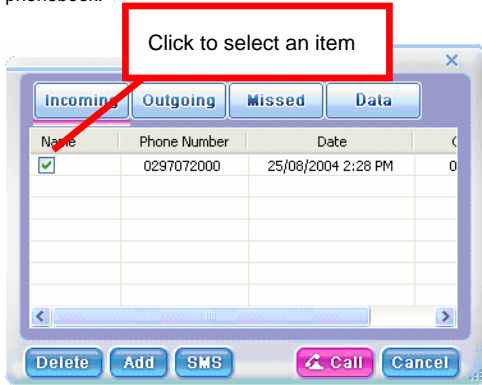 phonebook.
Click to select an item
Incoming Outgoing Missed Data
Name Phone Number Date
0297072000 25/08/2004 2:28 PM 0
Delete Add SMS Call Cancel